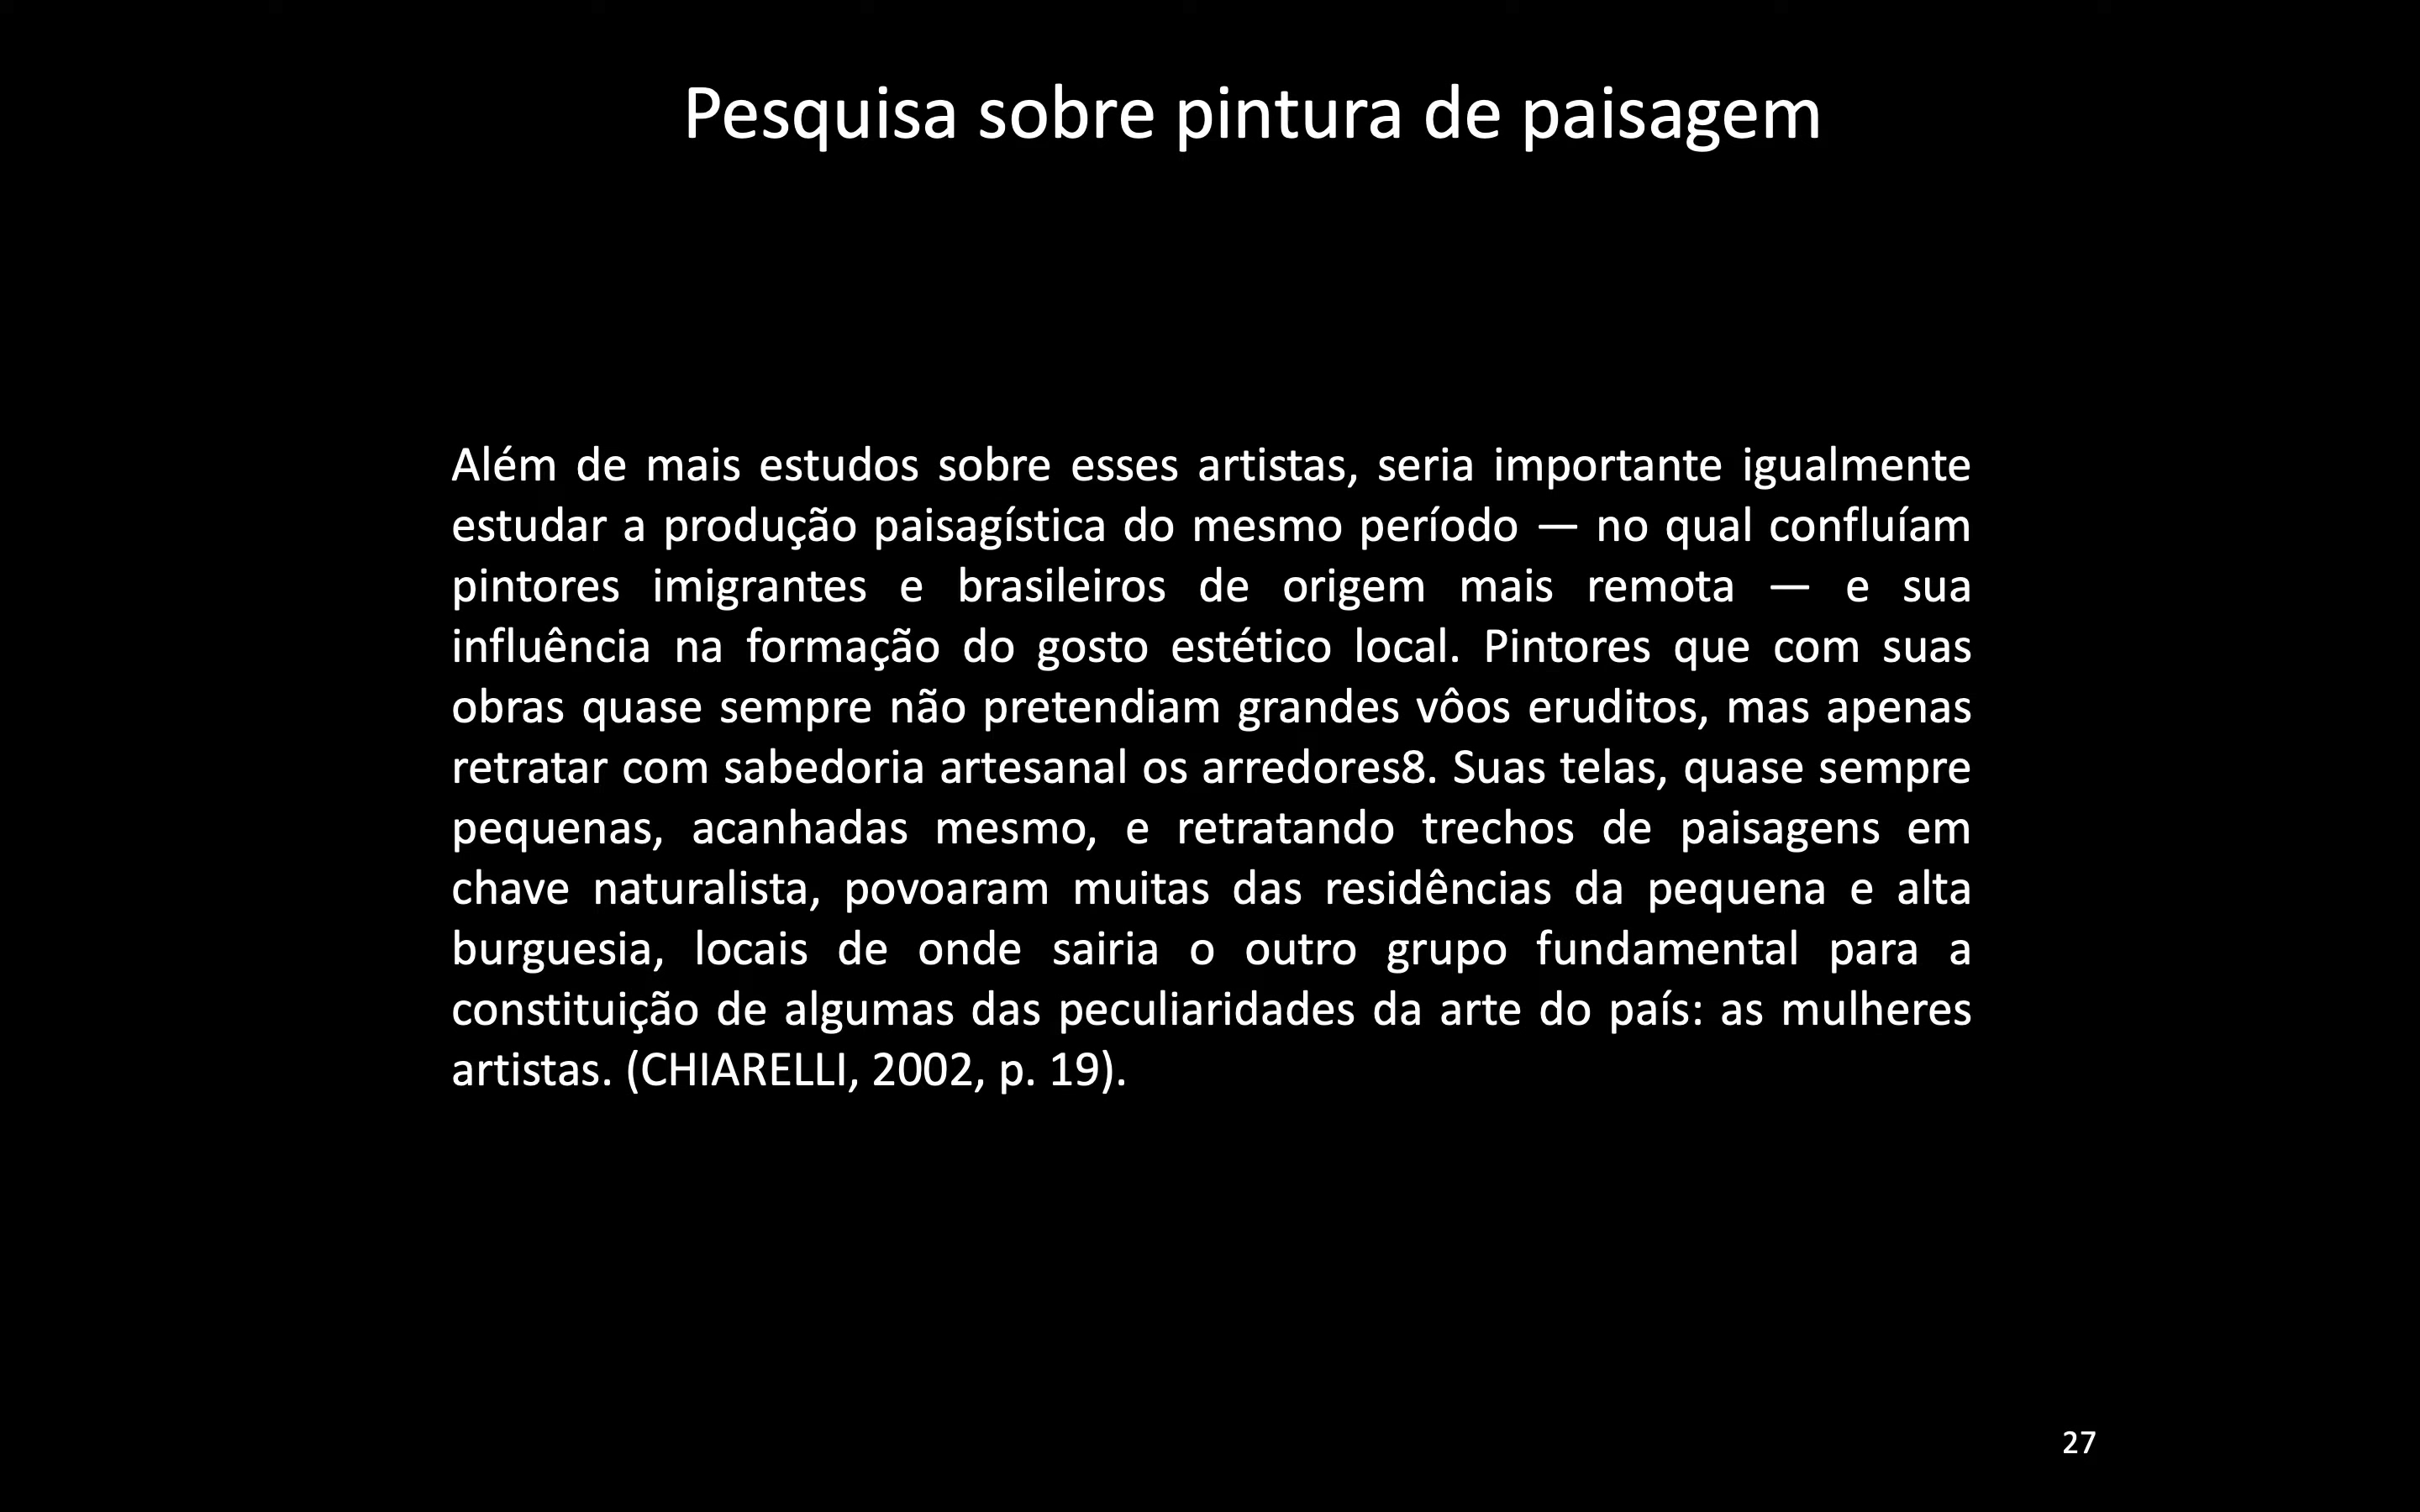 Pesquisa sobre pintura de paisagem
Além de mais estudos sobre esses artistas, seria importante igualmente
estudar a produção paisagística do mesmo período — no qual confluíam
pintores imigrantes e brasileiros de origem mais remota — e sua
influência na formação do gosto estético local. Pintores que com suas
obras quase sempre não pretendiam grandes vôos eruditos, mas apenas
retratar com sabedoria artesanal os arredores8. Suas telas, quase sempre
pequenas, acanhadas mesmo, e retratando trechos de paisagens em
chave naturalista, povoaram muitas das residências da pequena e alta
burguesia, locais de onde sairia o outro grupo fundamental para a
constituição de algumas das peculiaridades da arte do país: as mulheres
artistas. (CHIARELLI, 2002, p. 19).
27